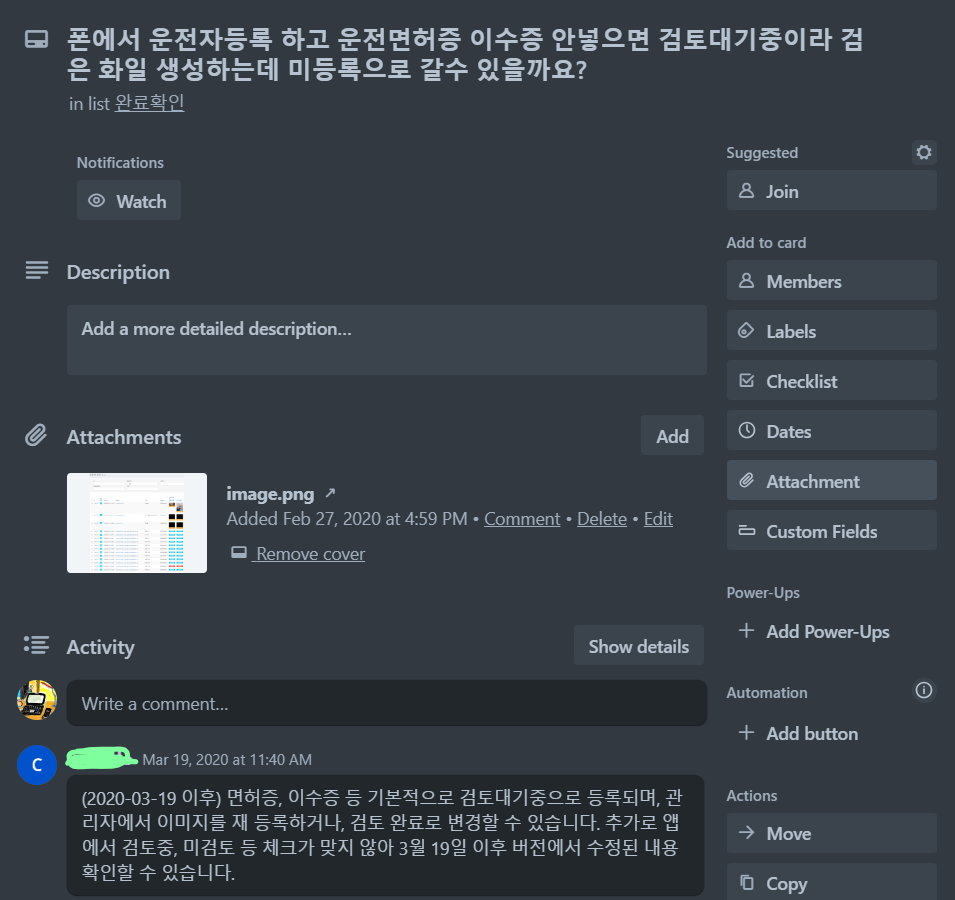 폰에서 운전자등록 하고 운전면허증 이수증 안넣으면 검토대기중이라 검
은 화일 생성하는데 미등록으로 갈수 있을까요?
in list 완료확인
Notifications
Watch
Description
Add a more detailed description...
Attachments
Add
image.png ↗
Added Feb 27, 2020 at 4:59 PM • Comment • Delete • Edit
Remove cover
Activity
Show details
Write a comment...
C
Mar 19, 2020 at 11:40 AM
(2020-03-19 이후) 면허증, 이수증 등 기본적으로 검토대기중으로 등록되며, 관
리자에서 이미지를 재 등록하거나, 검토 완료로 변경할 수 있습니다. 추가로 앱
에서 검토중, 미검토 등 체크가 맞지 않아 3월 19일 이후 버전에서 수정된 내용
확인할 수 있습니다.
Suggested
Join
Add to card
Members
Labels
Checklist
Dates
Attachment
Custom Fields
Power-Ups
Add Power-Ups
Automation
Add button
Actions
Move
Copy